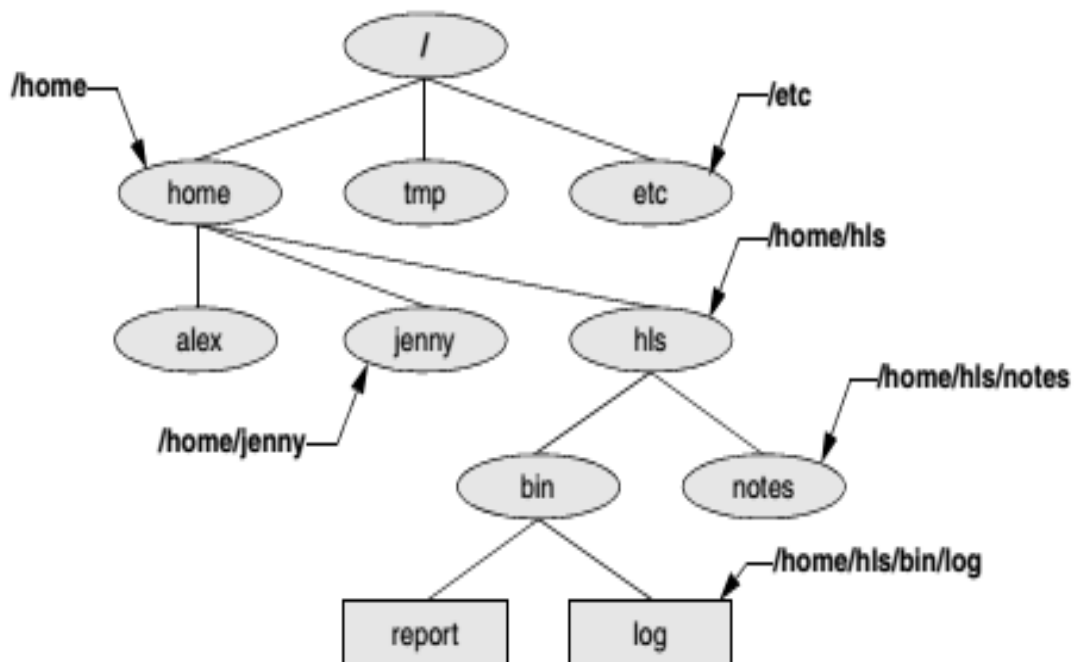 /
/home
/etc
home
tmp
etc
/home/hls
alex
jenny
hls
/home/hls/notes
/home/jenny
bin
notes
/home/hls/bin/log
report
log